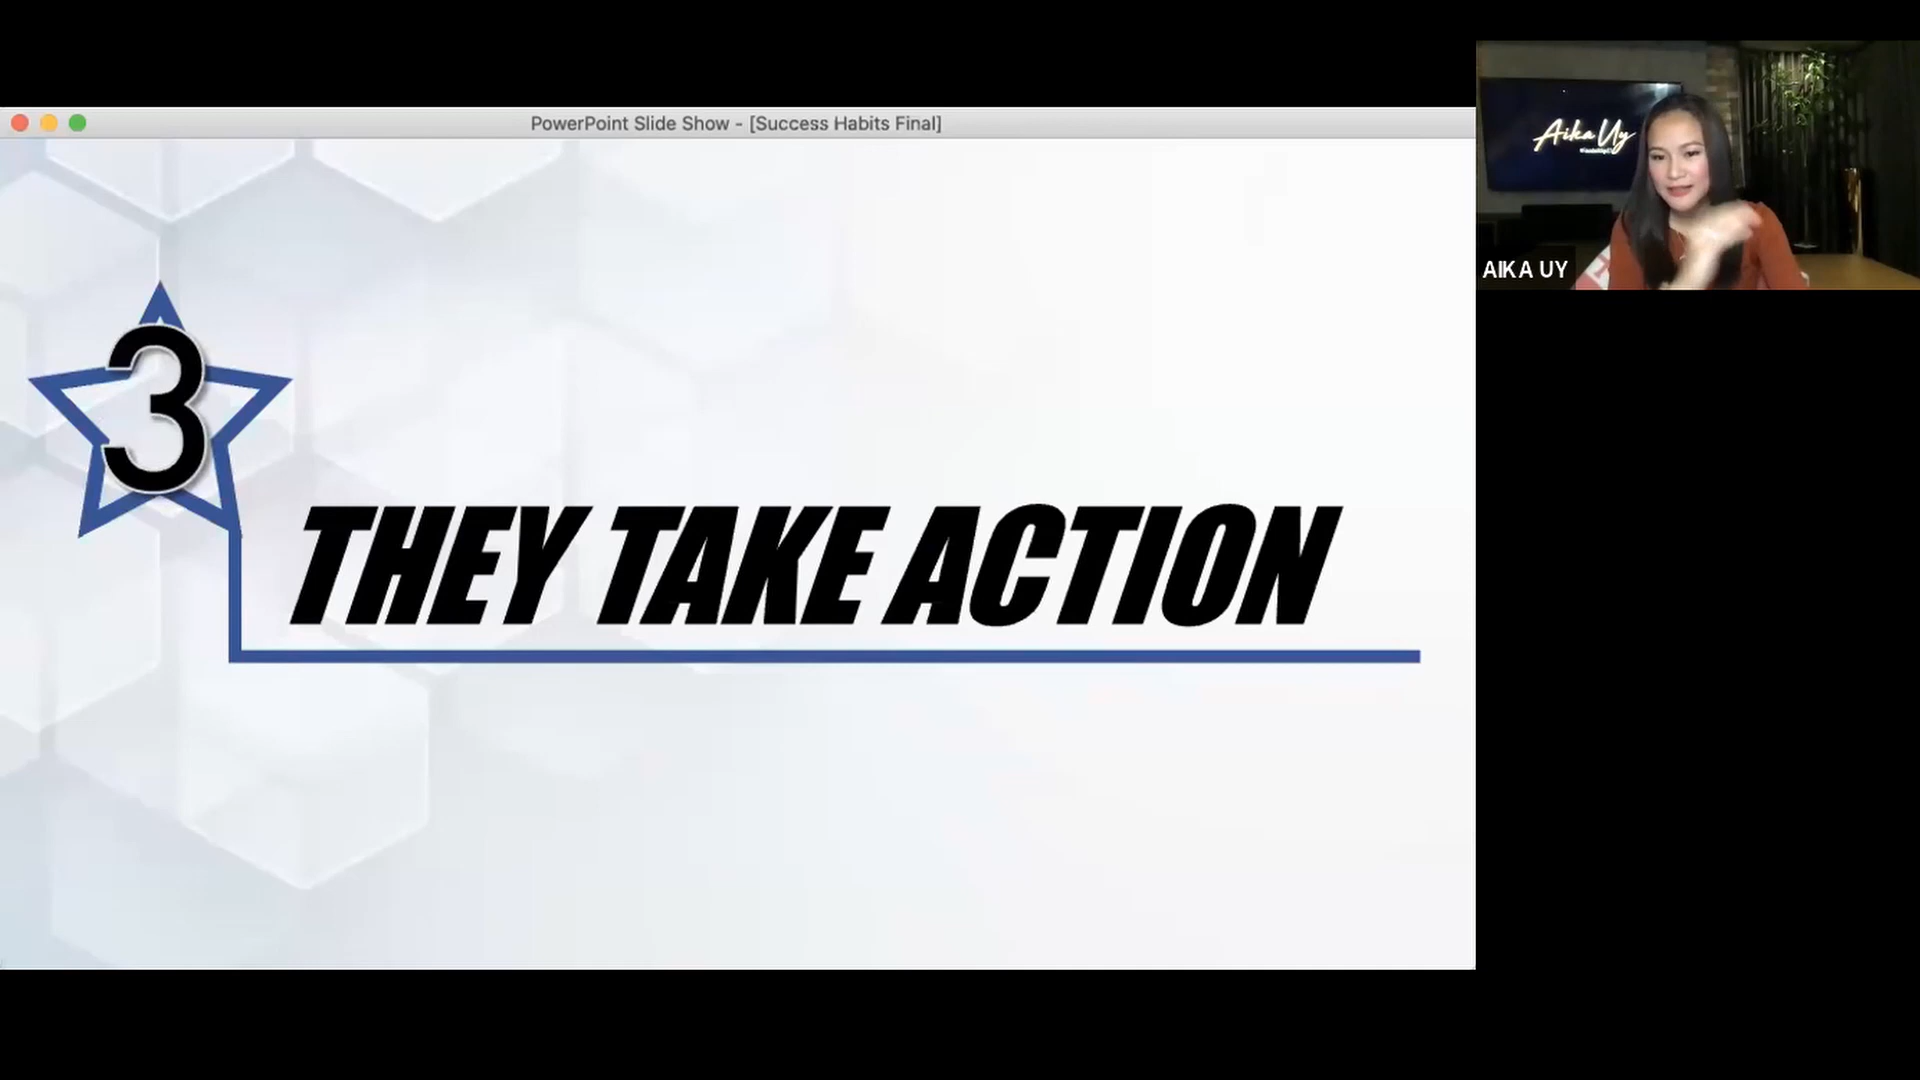 PowerPoint Slide Show - [Success Habits Final]
3
THEY TAKE ACTION
Aika Uy
AIKA UY